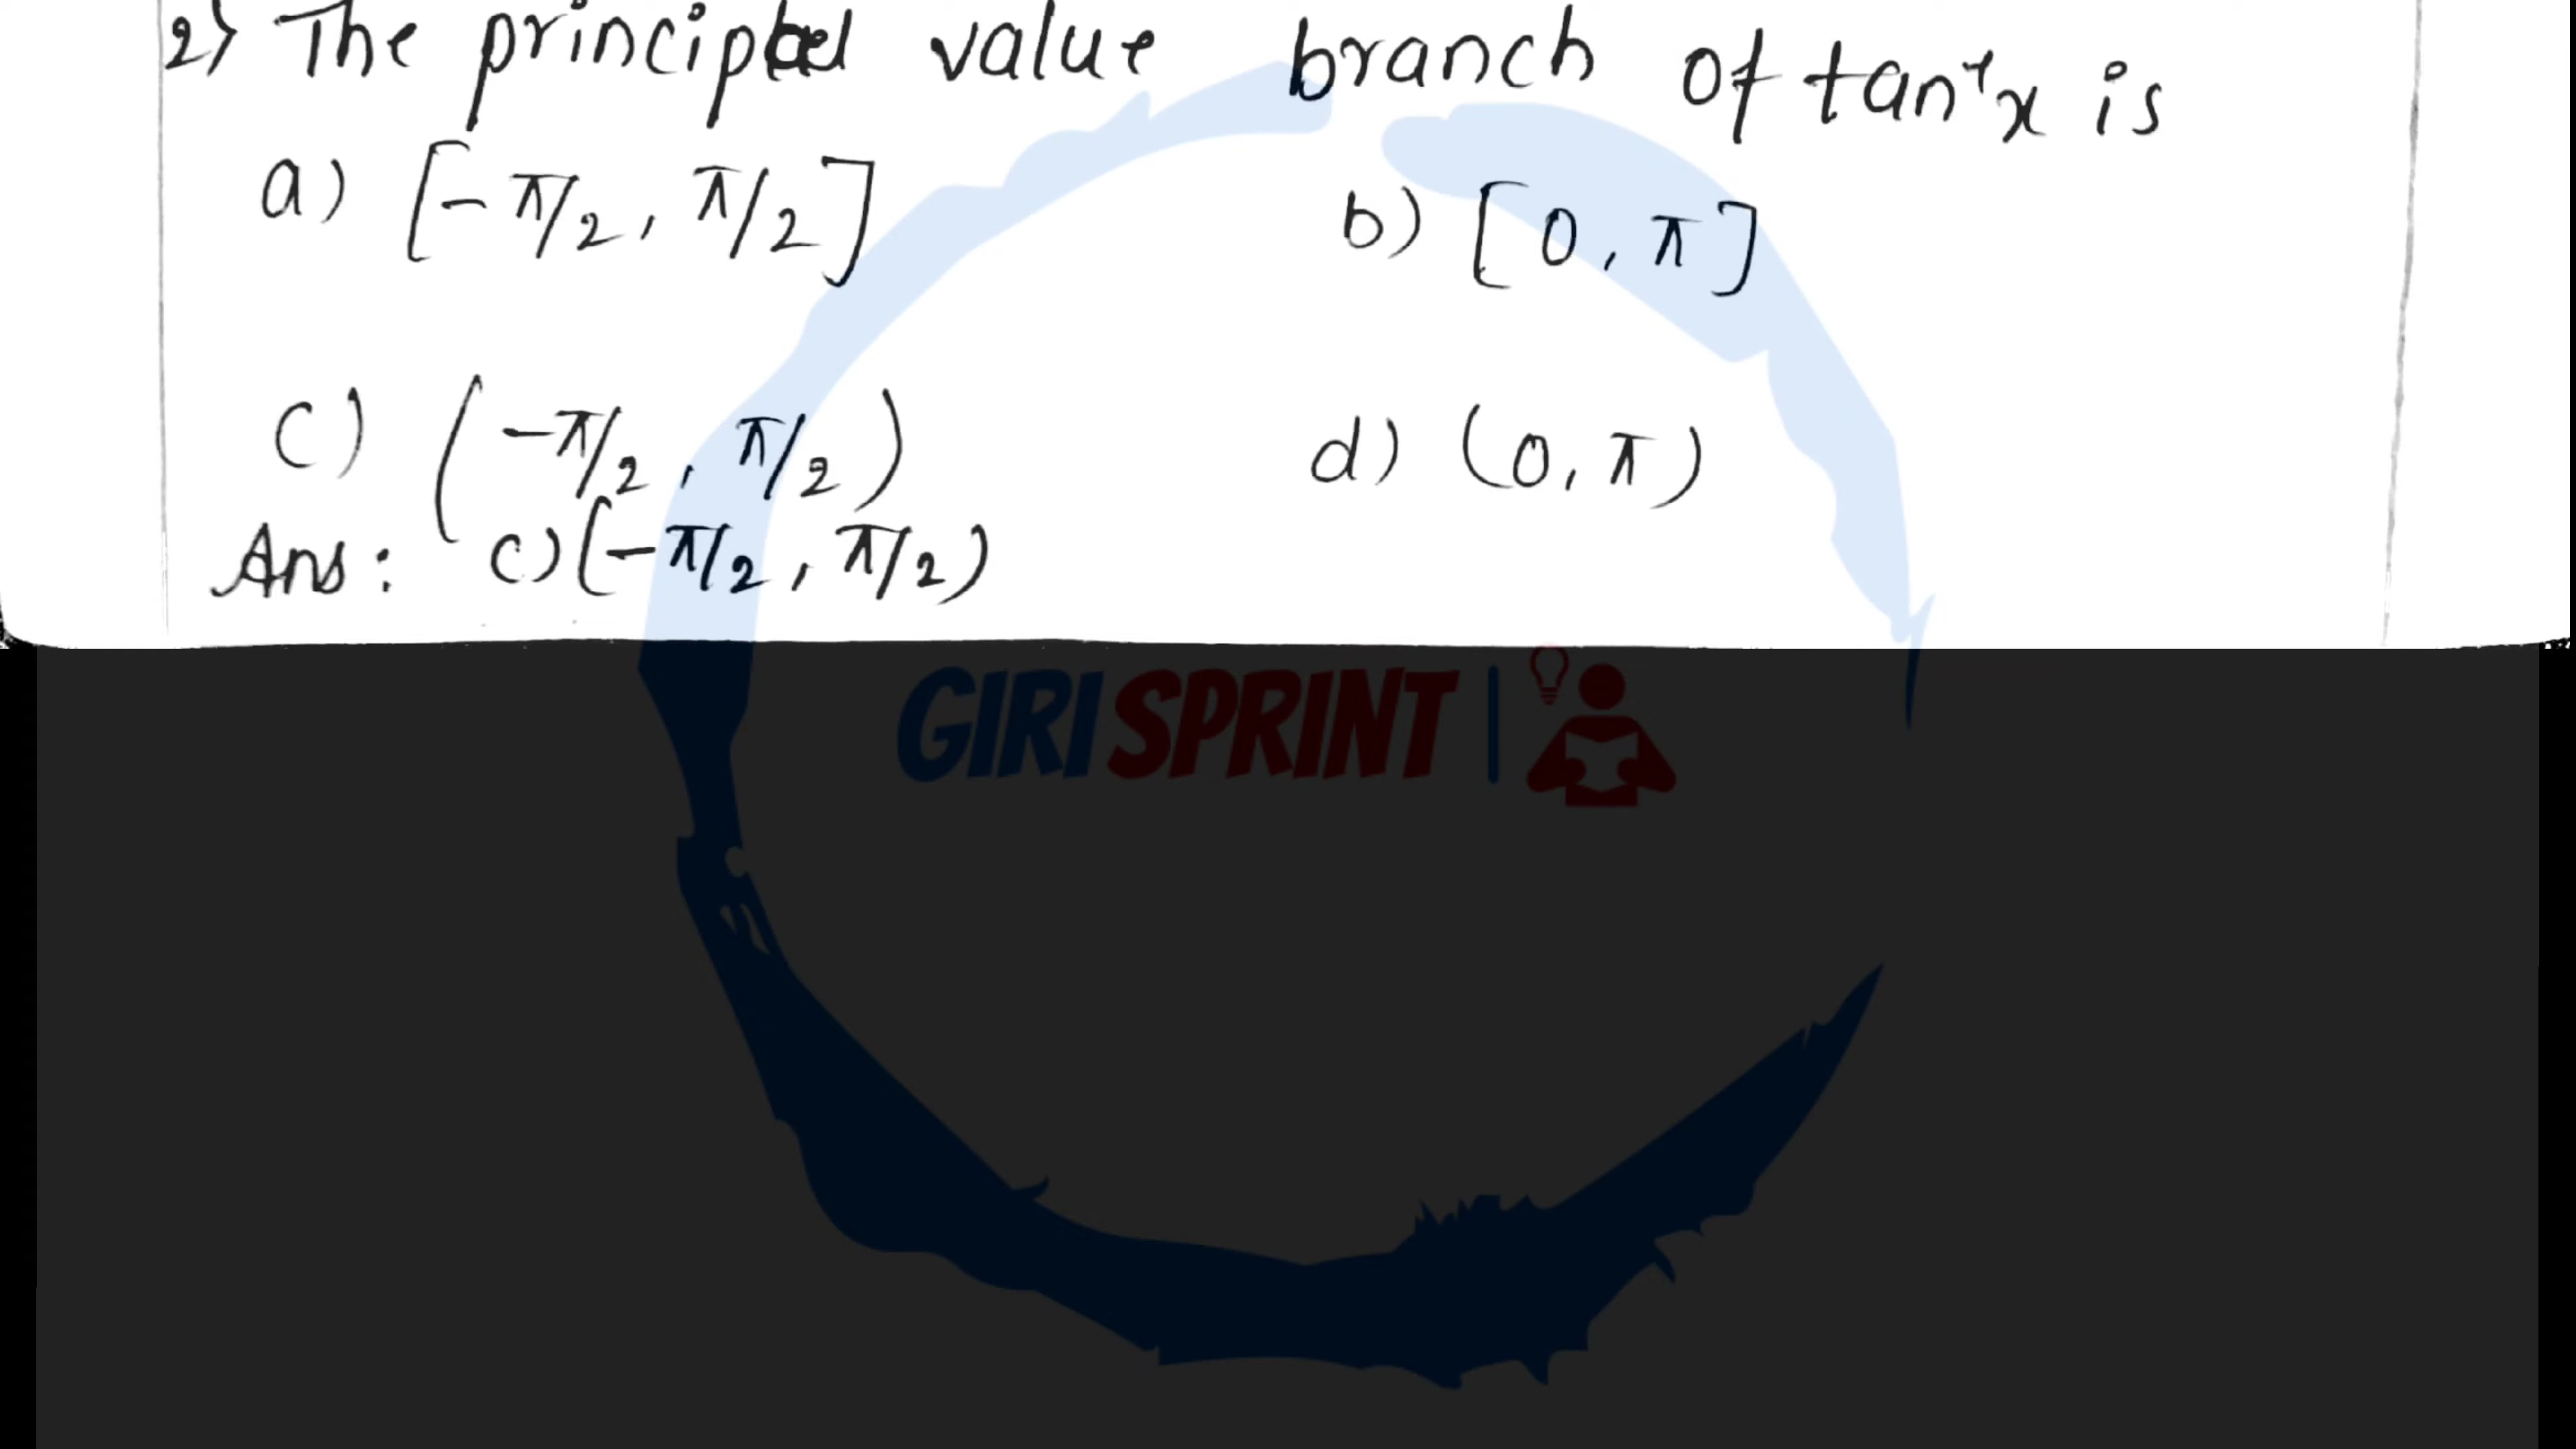 2) The principal value branch of tan⁻¹x is
a) [-π/2, π/2] b) [0, π]
c) (-π/2, π/2) d) (0, π)
Ans: c) (-π/2, π/2)
GIRI SPRINT